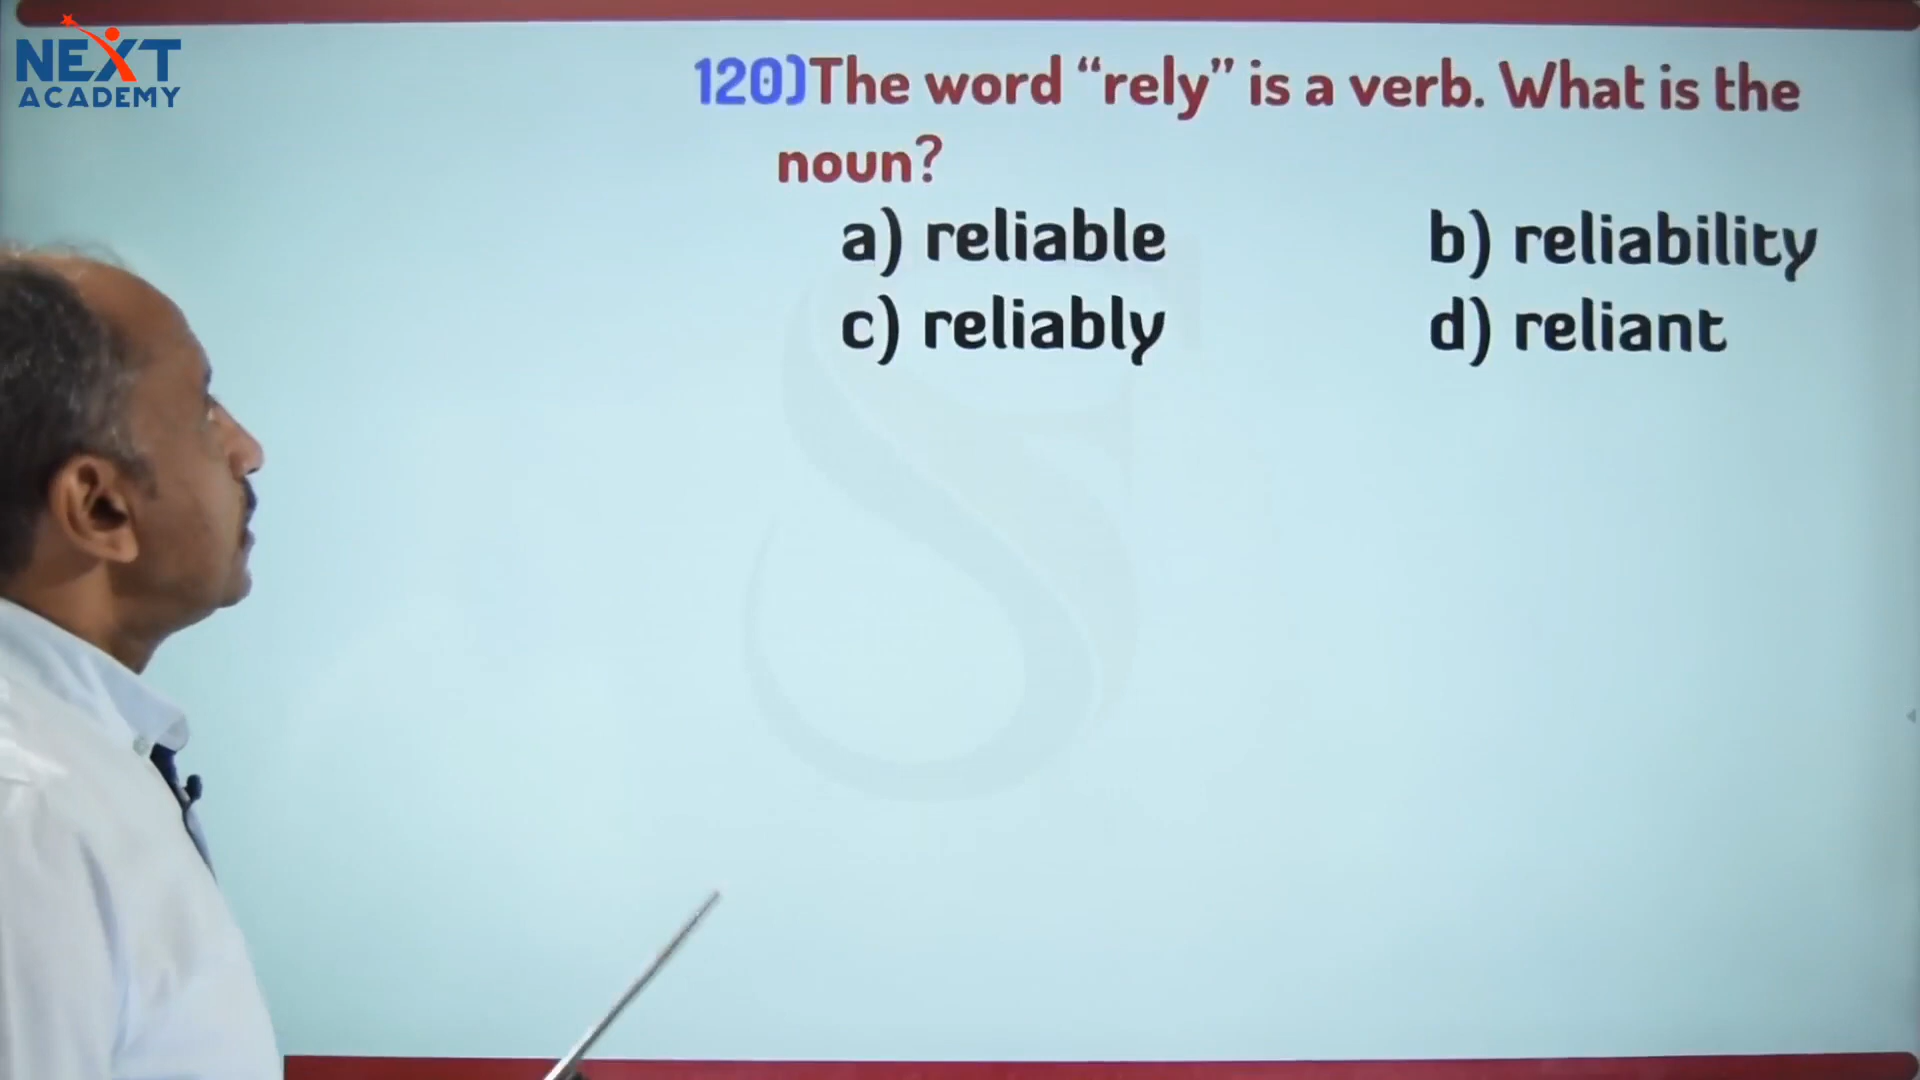 NEXT
ACADEMY
120)The word “rely” is a verb. What is the
noun?
a) reliable b) reliability
c) reliably d) reliant